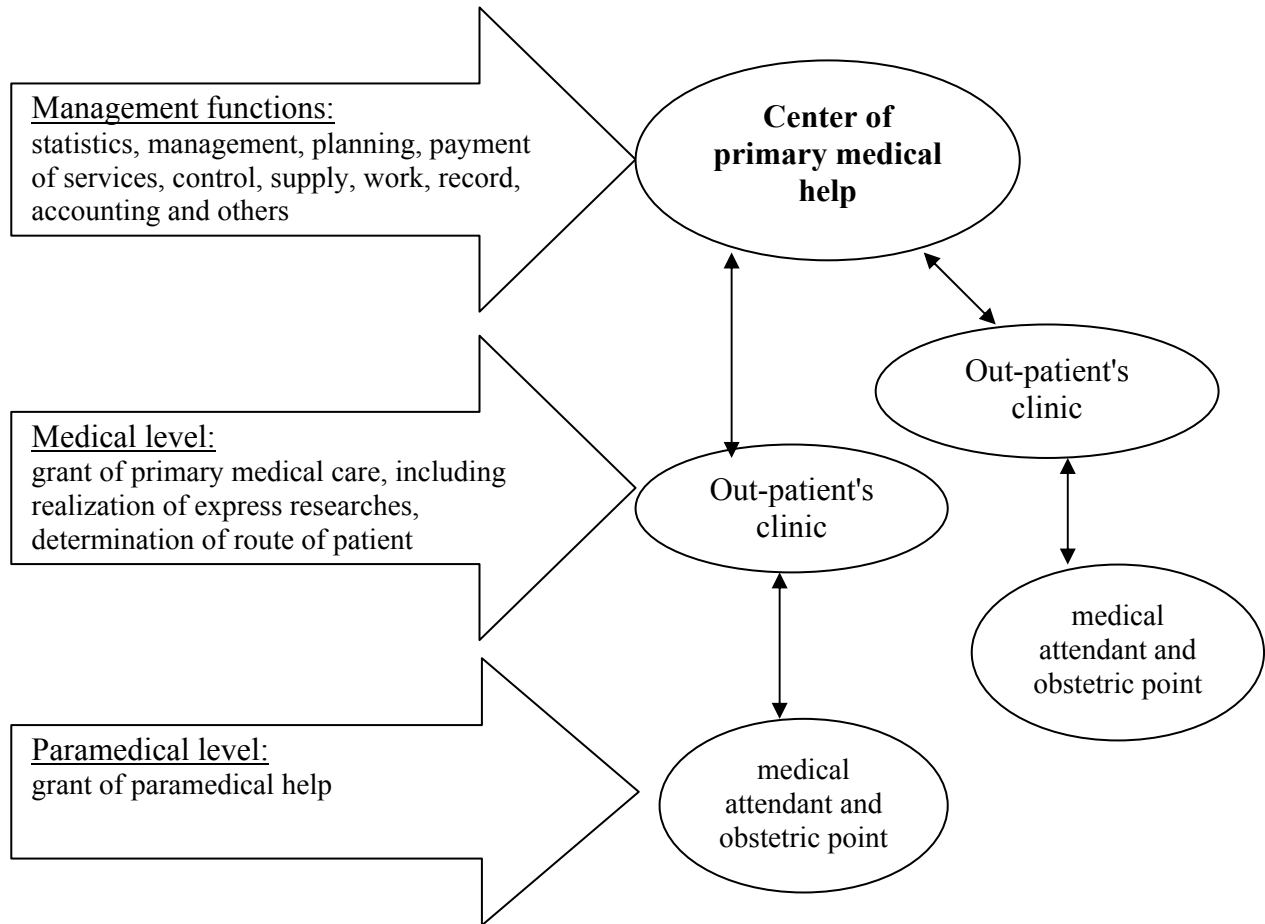 Management functions:
statistics, management, planning, payment
of services, control, supply, work, record,
accounting and others
Center of
primary medical
help
Out-patient's
clinic
Medical level:
grant of primary medical care, including
realization of express researches,
determination of route of patient
Out-patient's
clinic
medical
attendant and
obstetric point
Paramedical level:
grant of paramedical help
medical
attendant and
obstetric point